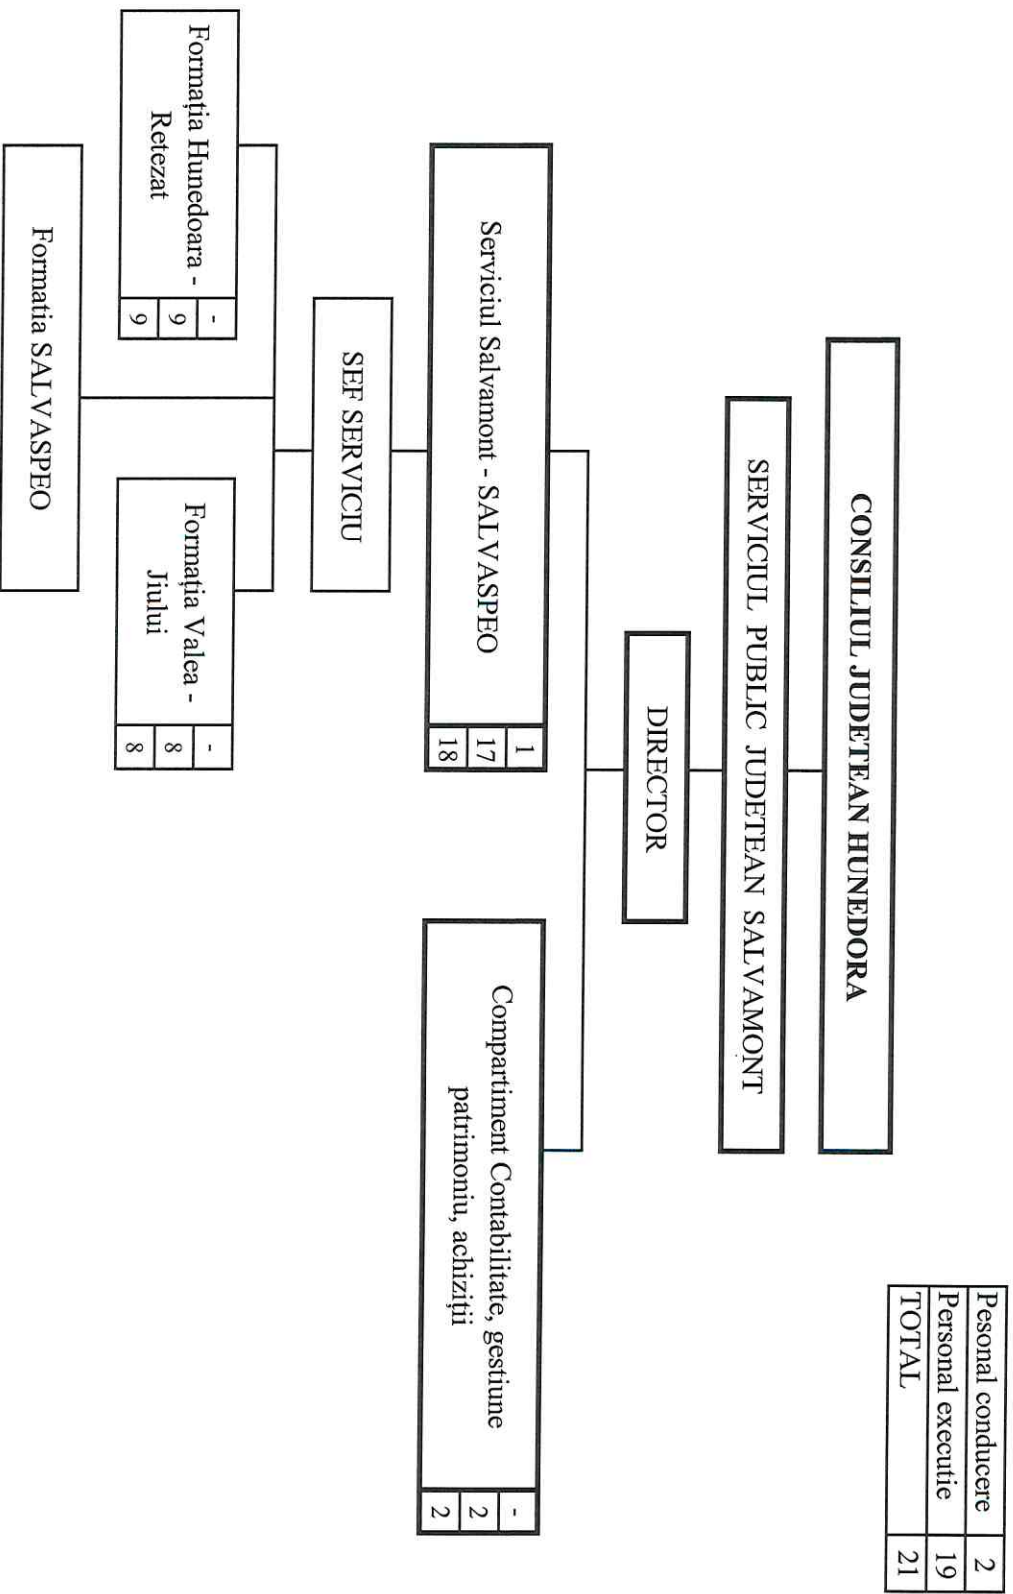 Pesonal conducere 2
Personal executie 19
TOTAL 21
CONSILIUL JUDETEAN HUNEDORA
SERVICIUL PUBLIC JUDETEAN SALVAMONT
DIRECTOR
Serviciul Salvamont - SALVASPEO
1
17
18
Compartiment Contabilitate, gestiune
patrimoniu, achiziții
-
2
2
SEF SERVICIU
Formația Hunedoara -
Retezat
-
9
9
Formația Valea -
Jiului
-
8
8
Formatia SALVASPEO